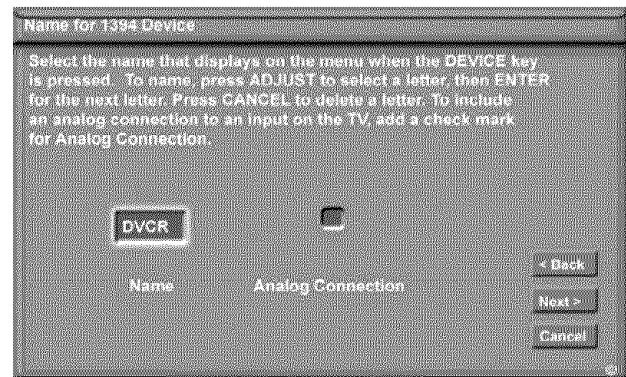 Name for 1394 Device
Select the name that displays on the menu when the DEVICE key
is pressed. To name, press ADJUST to select a letter, then ENTER
for the next letter. Press CANCEL to delete a letter. To include
an analog connection to an input on the TV, add a check mark
for Analog Connection.
DVCR
Name
Analog Connection
< Back
Next >
Cancel